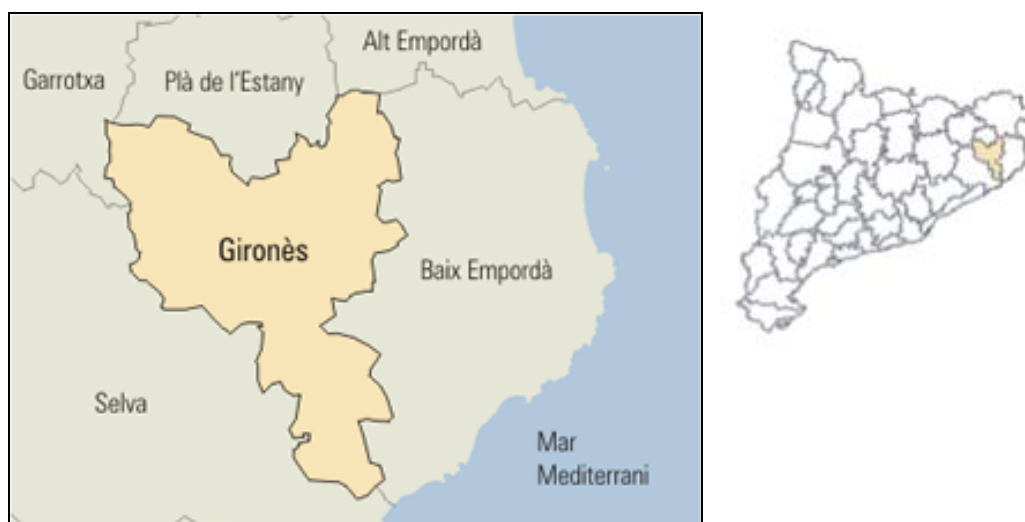 Alt Empordà
Garrotxa
Plà de l'Estany
Gironès
Baix Empordà
Selva
Mar
Mediterrani